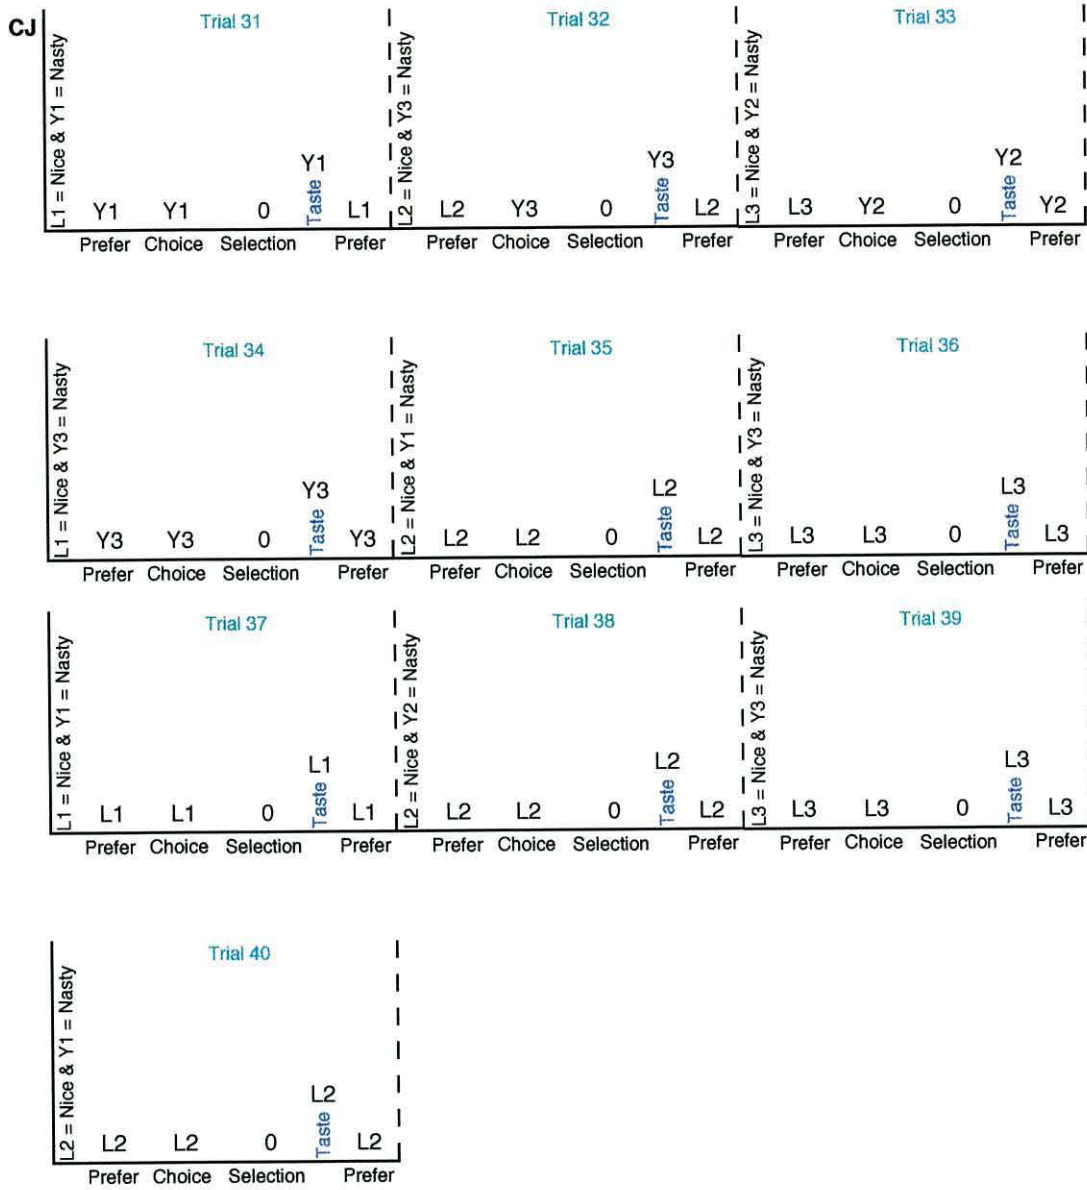 CJ
Trial 31
Trial 32
Trial 33
L1 = Nice & Y1 = Nasty
L2 = Nice & Y3 = Nasty
L3 = Nice & Y2 = Nasty
Y1 Y3 Y2
Taste Taste Taste
Y1 Y1 0 L1 L2 Y3 0 L2 L3 Y2 0 Y2
Prefer Choice Selection Prefer Prefer Choice Selection Prefer Prefer Choice Selection Prefer
Trial 34
Trial 35
Trial 36
L1 = Nice & Y3 = Nasty
L2 = Nice & Y1 = Nasty
L3 = Nice & Y3 = Nasty
Y3 L2 L3
Taste Taste Taste
Y3 Y3 0 Y3 L2 L2 0 L2 L3 L3 0 L3
Prefer Choice Selection Prefer Prefer Choice Selection Prefer Prefer Choice Selection Prefer
Trial 37
Trial 38
Trial 39
L1 = Nice & Y1 = Nasty
L2 = Nice & Y2 = Nasty
L3 = Nice & Y3 = Nasty
L1 L2 L3
Taste Taste Taste
L1 L1 0 L1 L2 L2 0 L2 L3 L3 0 L3
Prefer Choice Selection Prefer Prefer Choice Selection Prefer Prefer Choice Selection Prefer
Trial 40
L2 = Nice & Y1 = Nasty
L2
Taste
L2 L2 0 L2
Prefer Choice Selection Prefer